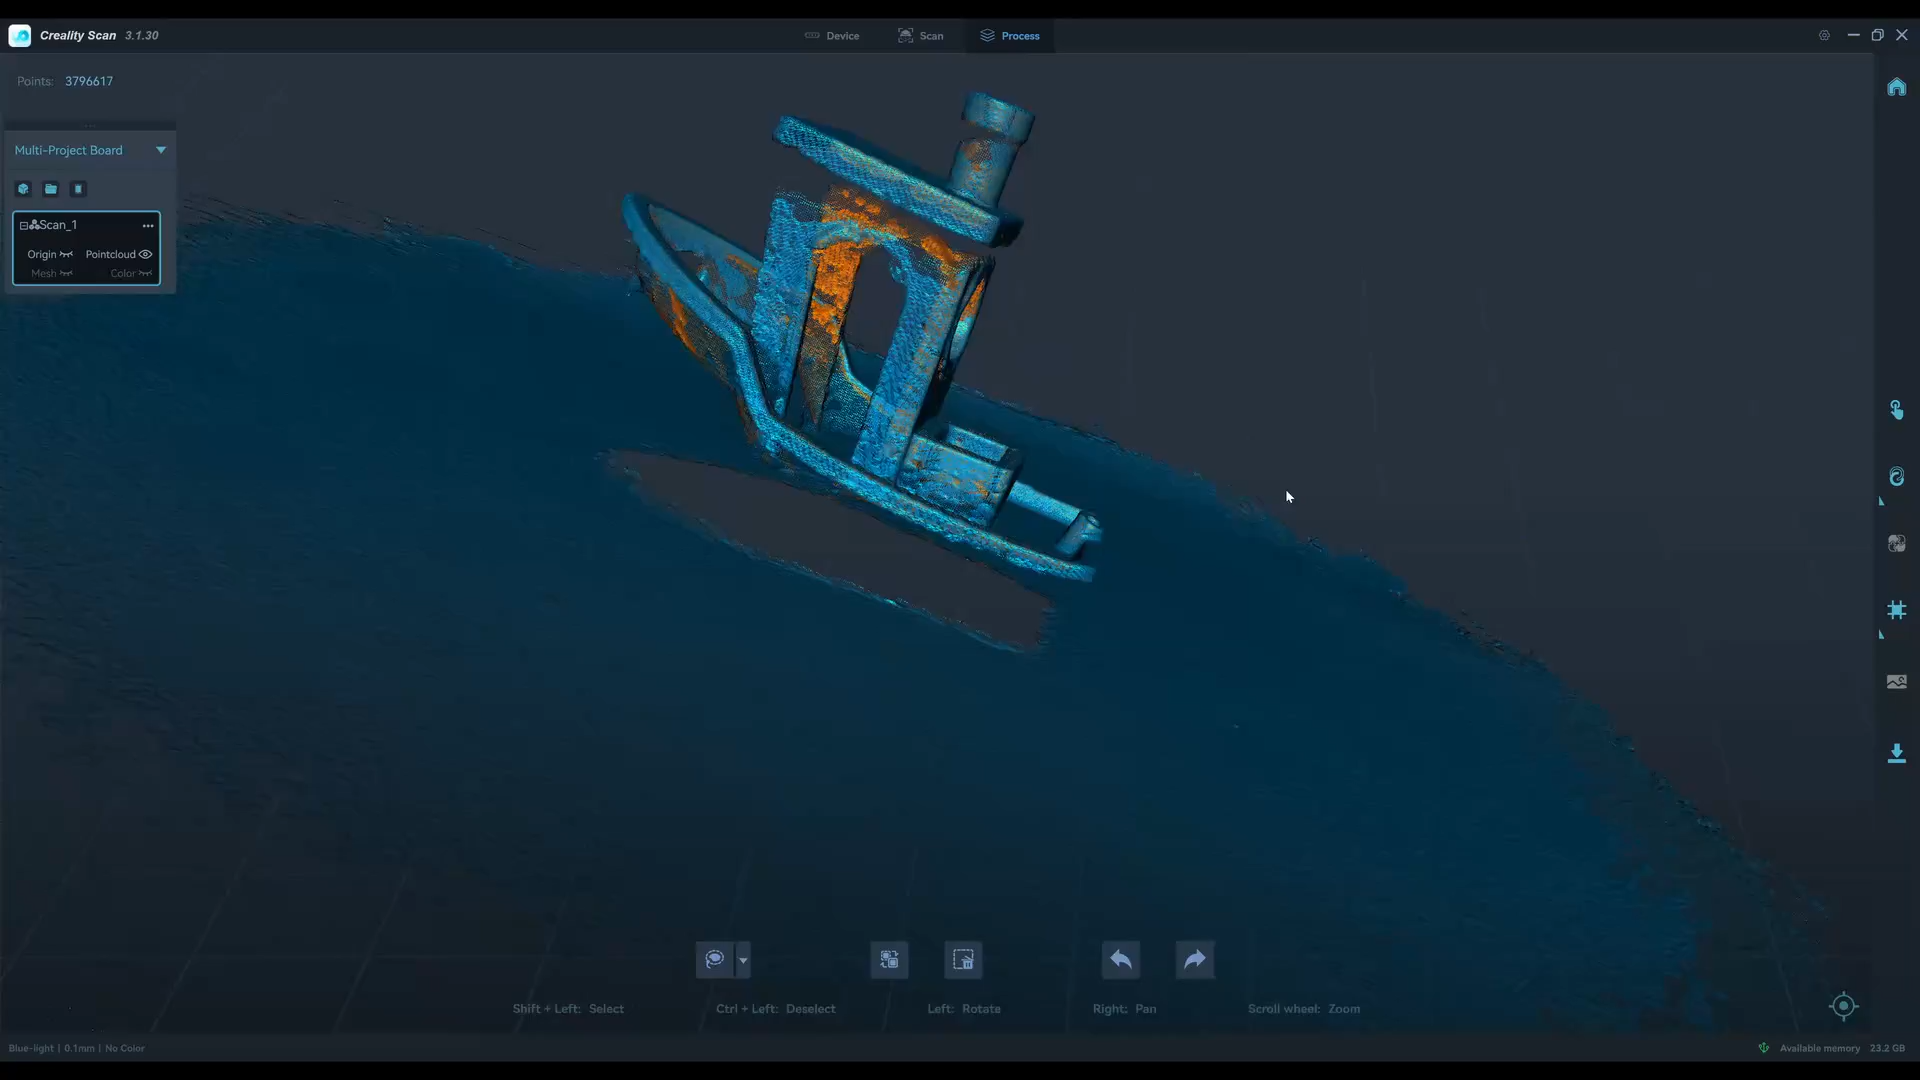 Creality Scan 3.1.30
Device
Scan
Process
Points: 3796617
Multi-Project Board
Scan_1
Origin
Pointcloud
Mesh
Color
Shift + Left: Select
Ctrl + Left: Deselect
Left: Rotate
Right: Pan
Scroll wheel: Zoom
Blue-light | 0.1mm | No Color
Available memory 23.2 GB